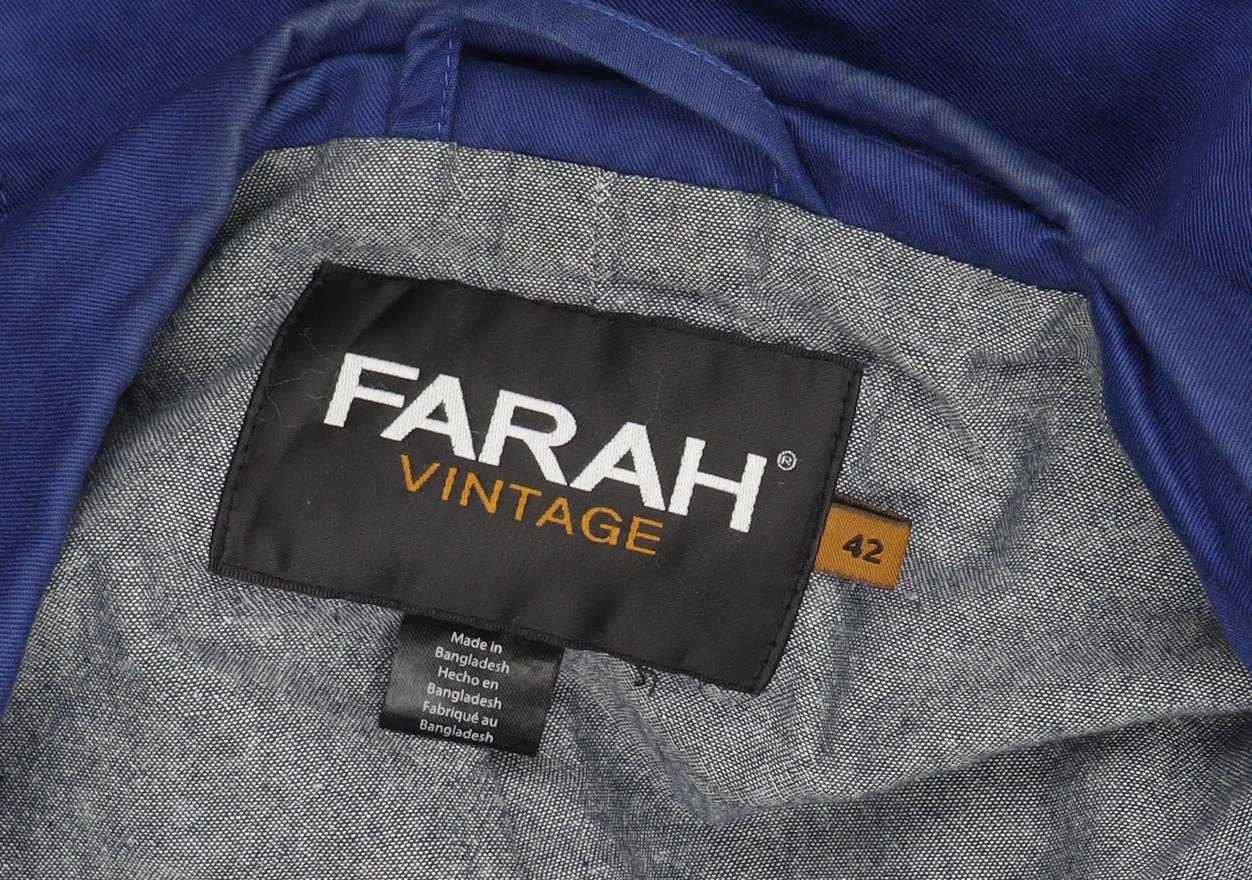 FARAH®
VINTAGE
42
Made in
Bangladesh
Hecho en
Bangladesh
Fabriqué au
Bangladesh